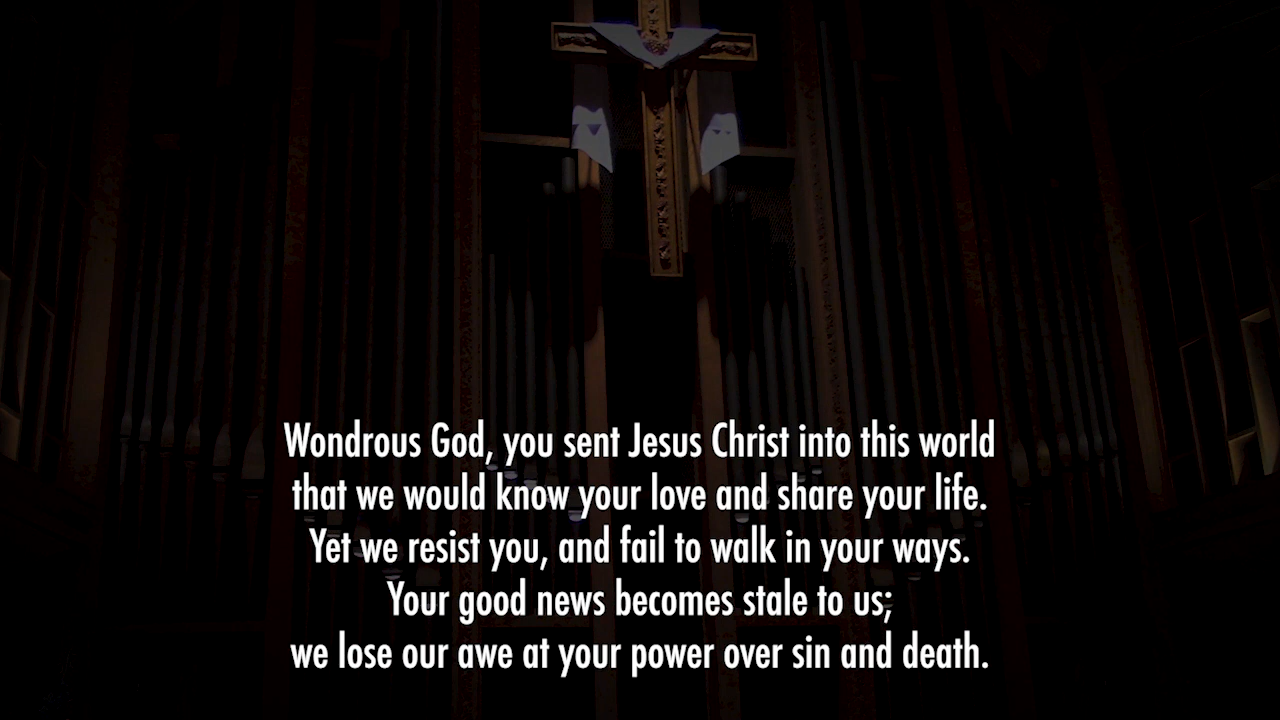 Wondrous God, you sent Jesus Christ into this world
that we would know your love and share your life.
Yet we resist you, and fail to walk in your ways.
Your good news becomes stale to us;
we lose our awe at your power over sin and death.